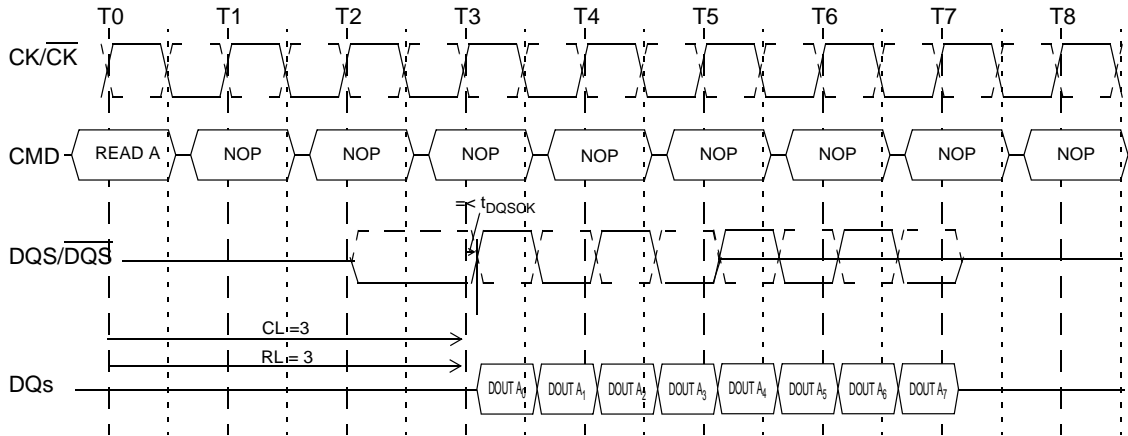 T0 T1 T2 T3 T4 T5 T6 T7 T8
CK/CK
CMD READ A NOP NOP NOP NOP NOP NOP NOP NOP
=< tDQSCK
DQS/DQS
CL =3
RL = 3
DQs DOUT A0 DOUT A1 DOUT A2 DOUT A3 DOUT A4 DOUT A5 DOUT A6 DOUT A7